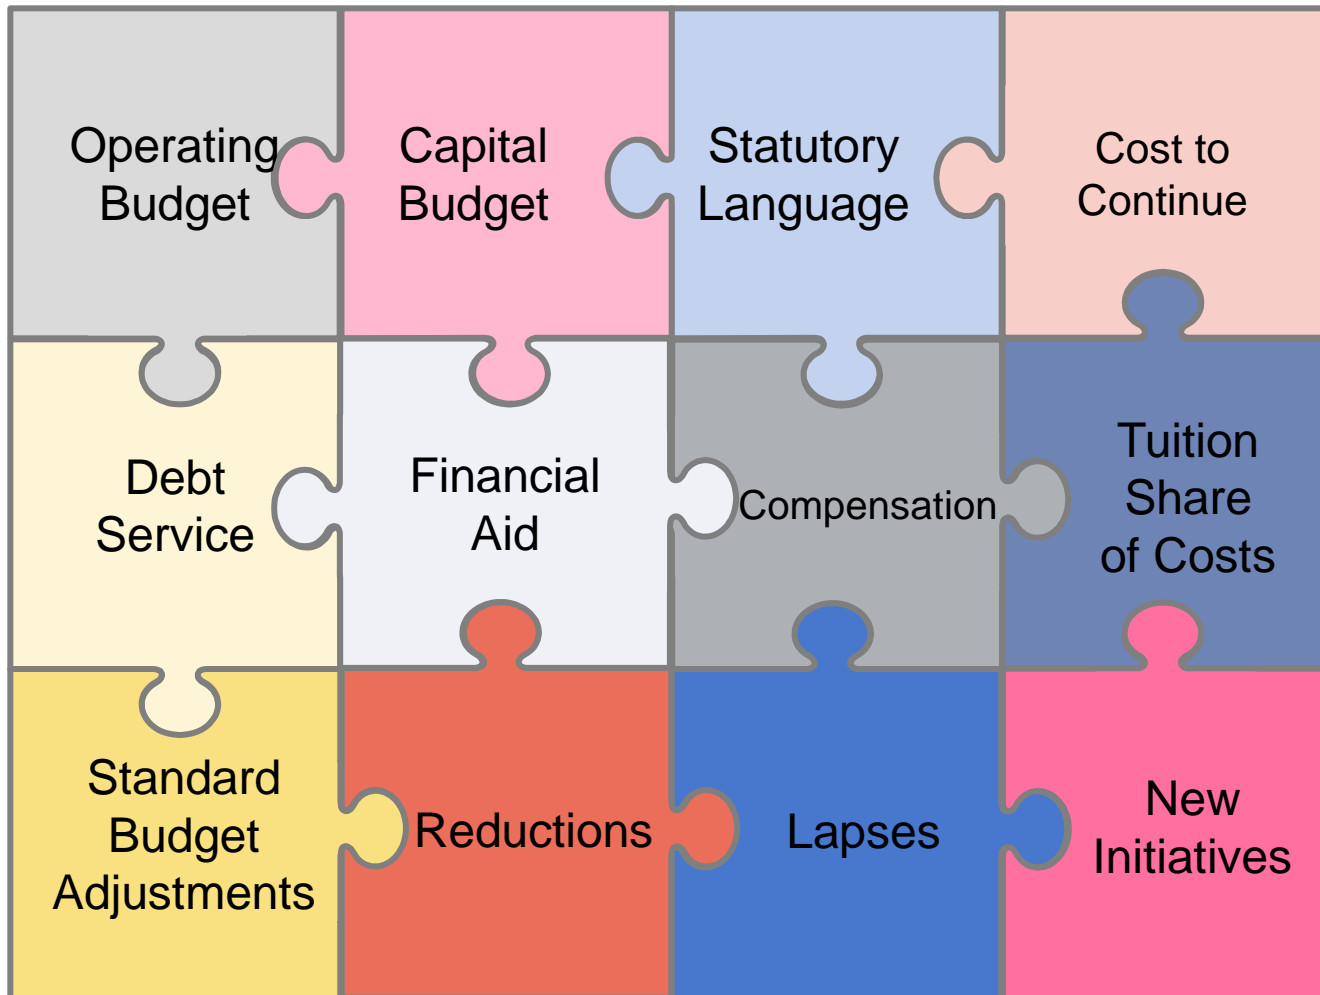 Operating
Budget
Capital
Budget
Statutory
Language
Cost to
Continue
Debt
Service
Financial
Aid
Compensation
Tuition
Share
of Costs
Standard
Budget
Adjustments
Reductions
Lapses
New
Initiatives